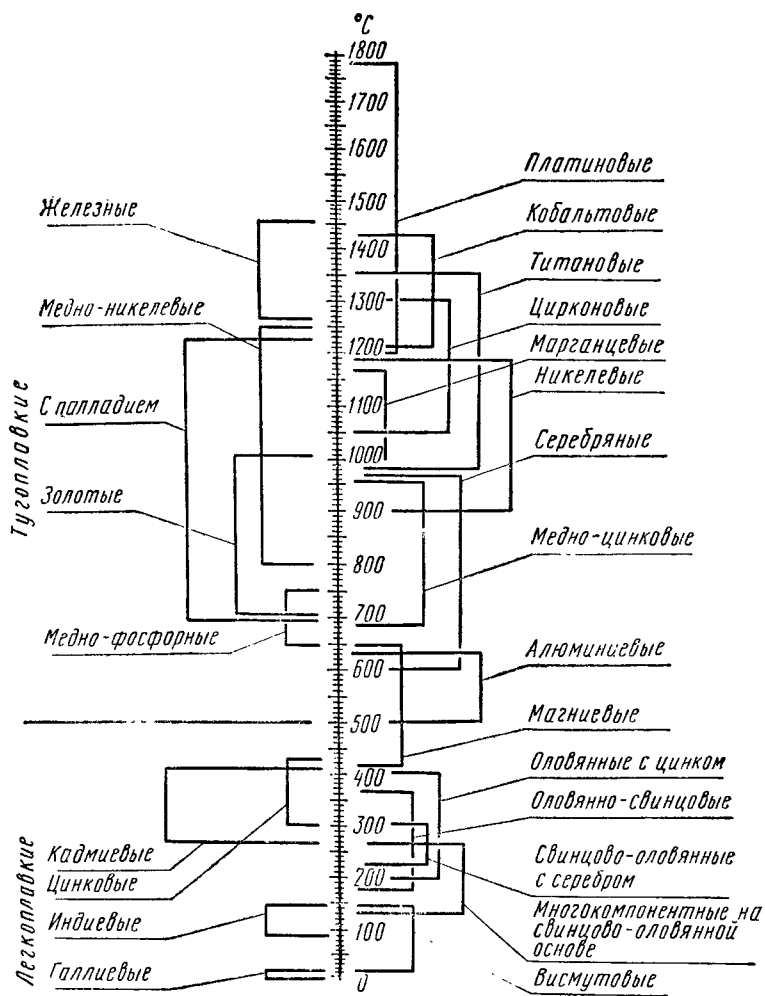 °C
1800
1700
1600
1500
1400
1300
1200
1100
1000
900
800
700
600
500
400
300
200
100
0
Тугоплавкие
Железные
Медно-никелевые
С палладием
Золотые
Медно-фосфорные
Легкоплавкие
Кадмиевые
Цинковые
Индиевые
Галлиевые
Платиновые
Кобальтовые
Титановые
Цирконовые
Марганцевые
Никелевые
Серебряные
Медно-цинковые
Алюминиевые
Магниевые
Оловянные с цинком
Оловянно-свинцовые
Свинцово-оловянные
с серебром
Многокомпонентные на
свинцово-оловянной
основе
Висмутовые